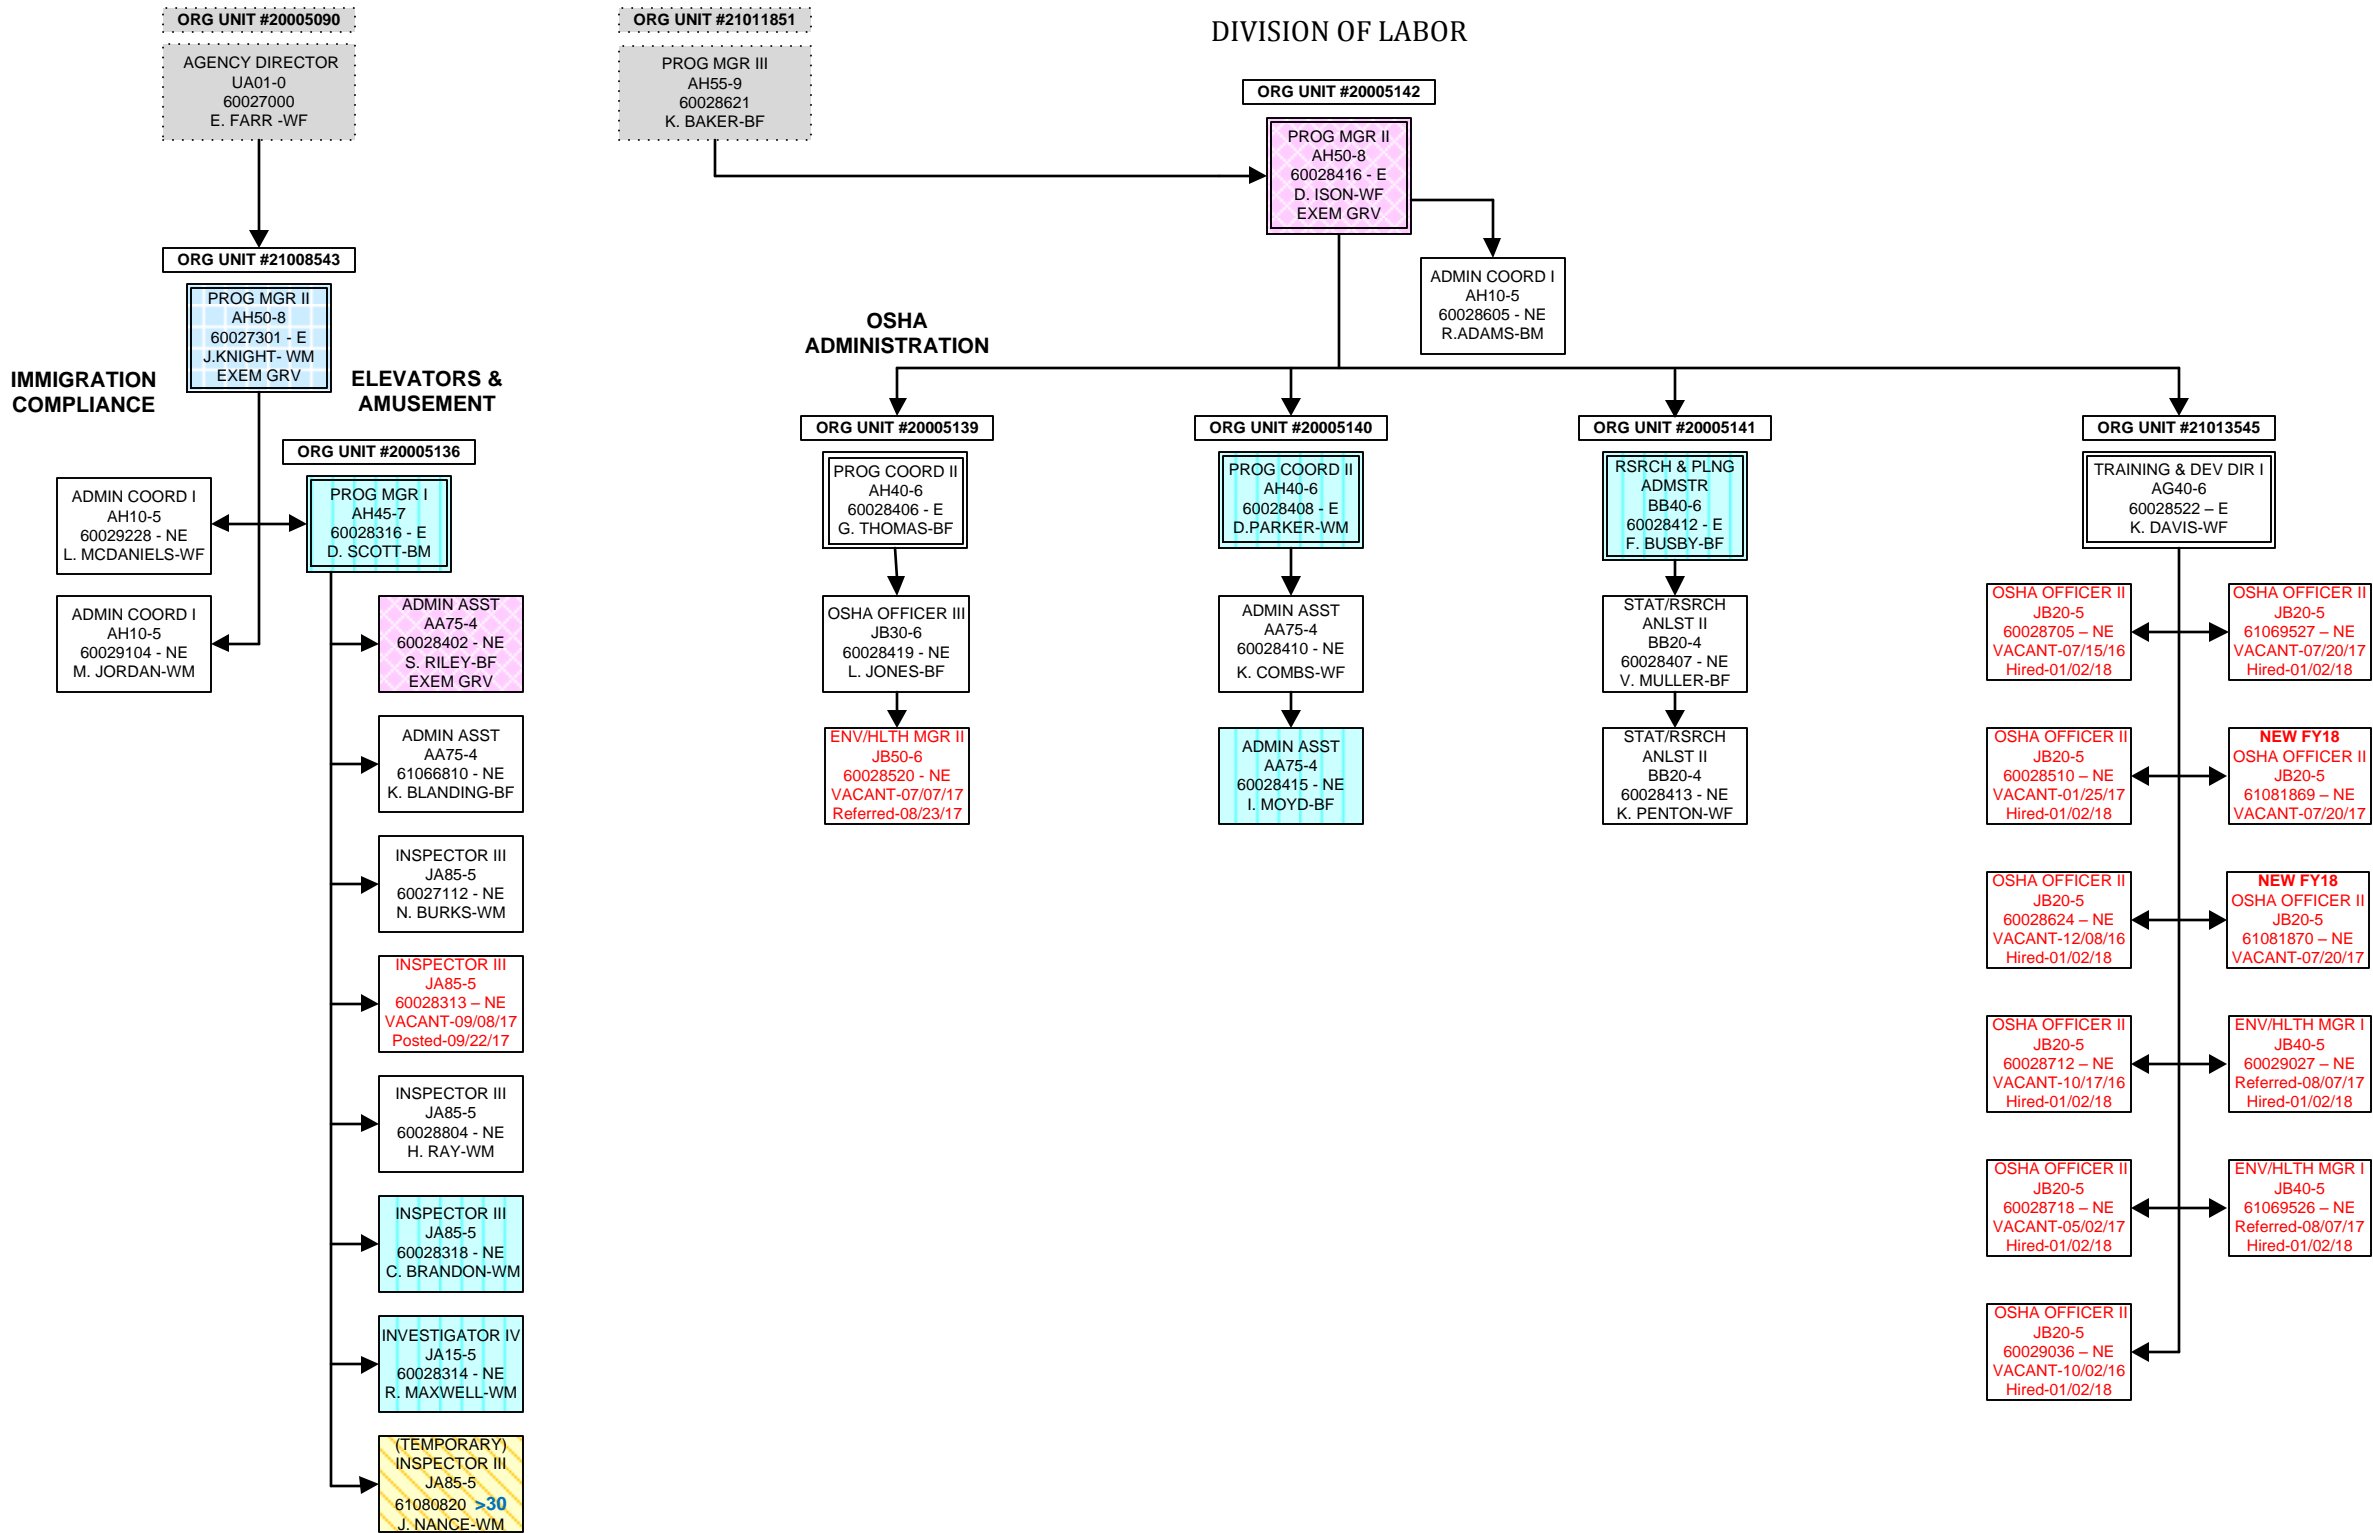 DIVISION OF LABOR
ORG UNIT #20005090
AGENCY DIRECTOR
UA01-0
60027000
E. FARR -WF
ORG UNIT #21011851
PROG MGR III
AH55-9
60028621
K. BAKER-BF
ORG UNIT #20005142
PROG MGR II
AH50-8
60028416 - E
D. ISON-WF
EXEM GRV
ADMIN COORD I
AH10-5
60028605 - NE
R.ADAMS-BM
ORG UNIT #21008543
PROG MGR II
AH50-8
60027301 - E
J.KNIGHT- WM
EXEM GRV
IMMIGRATION
COMPLIANCE
ELEVATORS &
AMUSEMENT
ADMIN COORD I
AH10-5
60029228 - NE
L. MCDANIELS-WF
ADMIN COORD I
AH10-5
60029104 - NE
M. JORDAN-WM
ORG UNIT #20005136
PROG MGR I
AH45-7
60028316 - E
D. SCOTT-BM
ADMIN ASST
AA75-4
60028402 - NE
S. RILEY-BF
EXEM GRV
ADMIN ASST
AA75-4
61066810 - NE
K. BLANDING-BF
INSPECTOR III
JA85-5
60027112 - NE
N. BURKS-WM
INSPECTOR III
JA85-5
60028313 – NE
VACANT-09/08/17
Posted-09/22/17
INSPECTOR III
JA85-5
60028804 - NE
H. RAY-WM
INSPECTOR III
JA85-5
60028318 - NE
C. BRANDON-WM
INVESTIGATOR IV
JA15-5
60028314 - NE
R. MAXWELL-WM
(TEMPORARY)
INSPECTOR III
JA85-5
61080820 >30
J. NANCE-WM
OSHA
ADMINISTRATION
ORG UNIT #20005139
PROG COORD II
AH40-6
60028406 - E
G. THOMAS-BF
OSHA OFFICER III
JB30-6
60028419 - NE
L. JONES-BF
ENV/HLTH MGR II
JB50-6
60028520 - NE
VACANT-07/07/17
Referred-08/23/17
ORG UNIT #20005140
PROG COORD II
AH40-6
60028408 - E
D.PARKER-WM
ADMIN ASST
AA75-4
60028410 - NE
K. COMBS-WF
ADMIN ASST
AA75-4
60028415 - NE
I. MOYD-BF
ORG UNIT #20005141
RSRCH & PLNG
ADMSTR
BB40-6
60028412 - E
F. BUSBY-BF
STAT/RSRCH
ANLST II
BB20-4
60028407 - NE
V. MULLER-BF
STAT/RSRCH
ANLST II
BB20-4
60028413 - NE
K. PENTON-WF
ORG UNIT #21013545
TRAINING & DEV DIR I
AG40-6
60028522 – E
K. DAVIS-WF
OSHA OFFICER II
JB20-5
60028705 – NE
VACANT-07/15/16
Hired-01/02/18
OSHA OFFICER II
JB20-5
61069527 – NE
VACANT-07/20/17
Hired-01/02/18
OSHA OFFICER II
JB20-5
60028510 – NE
VACANT-01/25/17
Hired-01/02/18
NEW FY18
OSHA OFFICER II
JB20-5
61081869 – NE
VACANT-07/20/17
OSHA OFFICER II
JB20-5
60028624 – NE
VACANT-12/08/16
Hired-01/02/18
NEW FY18
OSHA OFFICER II
JB20-5
61081870 – NE
VACANT-07/20/17
OSHA OFFICER II
JB20-5
60028712 – NE
VACANT-10/17/16
Hired-01/02/18
ENV/HLTH MGR I
JB40-5
60029027 – NE
Referred-08/07/17
Hired-01/02/18
OSHA OFFICER II
JB20-5
60028718 – NE
VACANT-05/02/17
Hired-01/02/18
ENV/HLTH MGR I
JB40-5
61069526 – NE
Referred-08/07/17
Hired-01/02/18
OSHA OFFICER II
JB20-5
60029036 – NE
VACANT-10/02/16
Hired-01/02/18